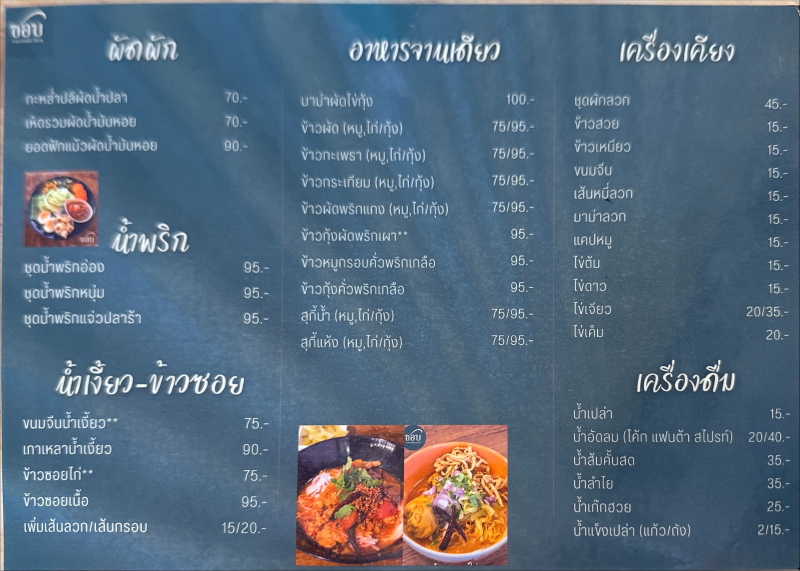 ชอบ
ผัดผัก
กะหล่ำปลีผัดน้ำปลา 70.-
เห็ดรวมผัดน้ำมันหอย 70.-
ยอดฟักแม้วผัดน้ำมันหอย 90.-
น้ำพริก
ชุดน้ำพริกอ่อง 95.-
ชุดน้ำพริกหนุ่ม 95.-
ชุดน้ำพริกแจ่วปลาร้า 95.-
น้ำเงี้ยว-ข้าวซอย
ขนมจีนน้ำเงี้ยว** 75.-
เกาเหลาน้ำเงี้ยว 90.-
ข้าวซอยไก่** 75.-
ข้าวซอยเนื้อ 95.-
เพิ่มเส้นลวก/เส้นกรอบ 15/20.-
อาหารจานเดียว
มาม่าผัดไข่กุ้ง 100.-
ข้าวผัด (หมู,ไก่/กุ้ง) 75/95.-
ข้าวกะเพรา (หมู,ไก่/กุ้ง) 75/95.-
ข้าวกระเทียม (หมู,ไก่/กุ้ง) 75/95.-
ข้าวผัดพริกแกง (หมู,ไก่/กุ้ง) 75/95.-
ข้าวกุ้งผัดพริกเผา** 95.-
ข้าวหมูกรอบคั่วพริกเกลือ 95.-
ข้าวกุ้งคั่วพริกเกลือ 95.-
สุกี้น้ำ (หมู,ไก่/กุ้ง) 75/95.-
สุกี้แห้ง (หมู,ไก่/กุ้ง) 75/95.-
ชอบ
เครื่องเคียง
ชุดผักลวก 45.-
ข้าวสวย 15.-
ข้าวเหนียว 15.-
ขนมจีน 15.-
เส้นหมี่ลวก 15.-
มาม่าลวก 15.-
แคปหมู 15.-
ไข่ต้ม 15.-
ไข่ดาว 15.-
ไข่เจียว 20/35.-
ไข่เค็ม 20.-
เครื่องดื่ม
น้ำเปล่า 15.-
น้ำอัดลม (โค้ก แฟนต้า สไปรท์) 20/40.-
น้ำส้มคั้นสด 35.-
น้ำลำไย 35.-
น้ำเก๊กฮวย 25.-
น้ำแข็งเปล่า (แก้ว/ถัง) 2/15.-